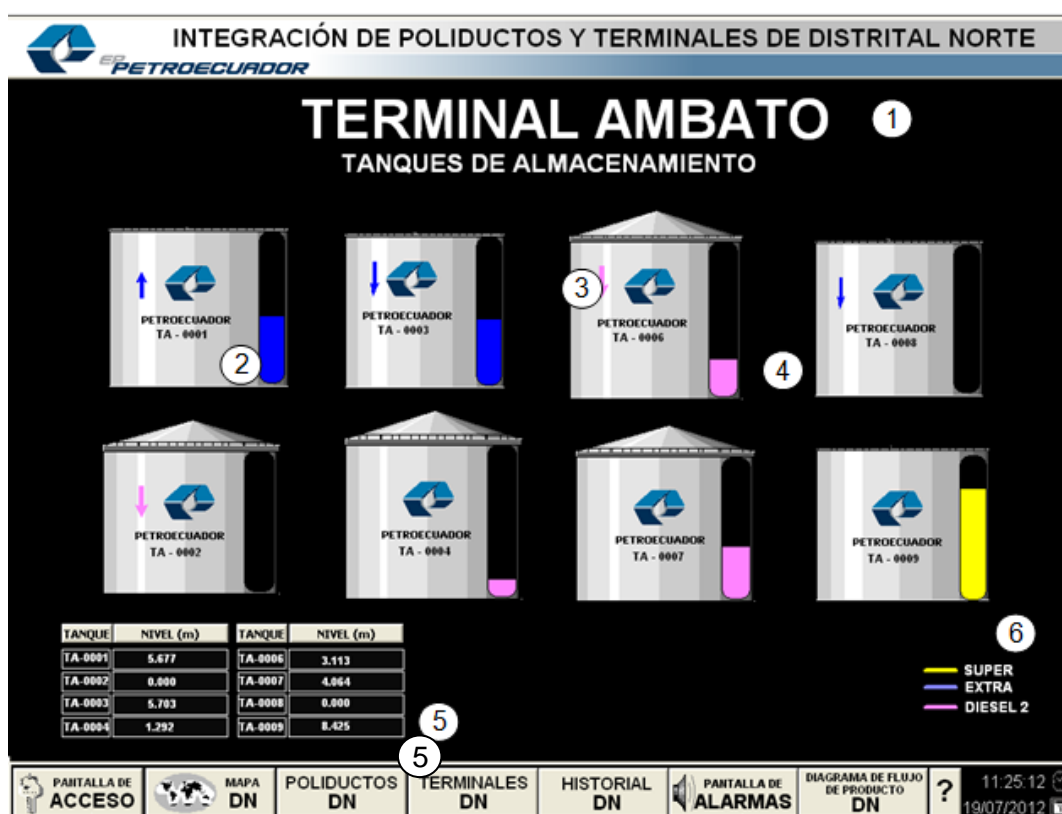 INTEGRACIÓN DE POLIDUCTOS Y TERMINALES DE DISTRITAL NORTE
EP PETROECUADOR
TERMINAL AMBATO 1
TANQUES DE ALMACENAMIENTO
PETROECUADOR
TA - 0001
2
PETROECUADOR
TA - 0003
3
PETROECUADOR
TA - 0006
4
PETROECUADOR
TA - 0008
PETROECUADOR
TA - 0002
PETROECUADOR
TA - 0004
PETROECUADOR
TA - 0007
PETROECUADOR
TA - 0009
TANQUE NIVEL (m) TANQUE NIVEL (m)
TA-0001 5.677 TA-0006 3.113
TA-0002 0.000 TA-0007 4.064
TA-0003 5.703 TA-0008 0.000
TA-0004 1.292 TA-0009 8.425
5
6
SUPER
EXTRA
DIESEL 2
5
PANTALLA DE
ACCESO
MAPA
DN
POLIDUCTOS
DN
TERMINALES
DN
HISTORIAL
DN
PANTALLA DE
ALARMAS
DIAGRAMA DE FLUJO
DE PRODUCTO
DN
?
11:25:12
19/07/2012